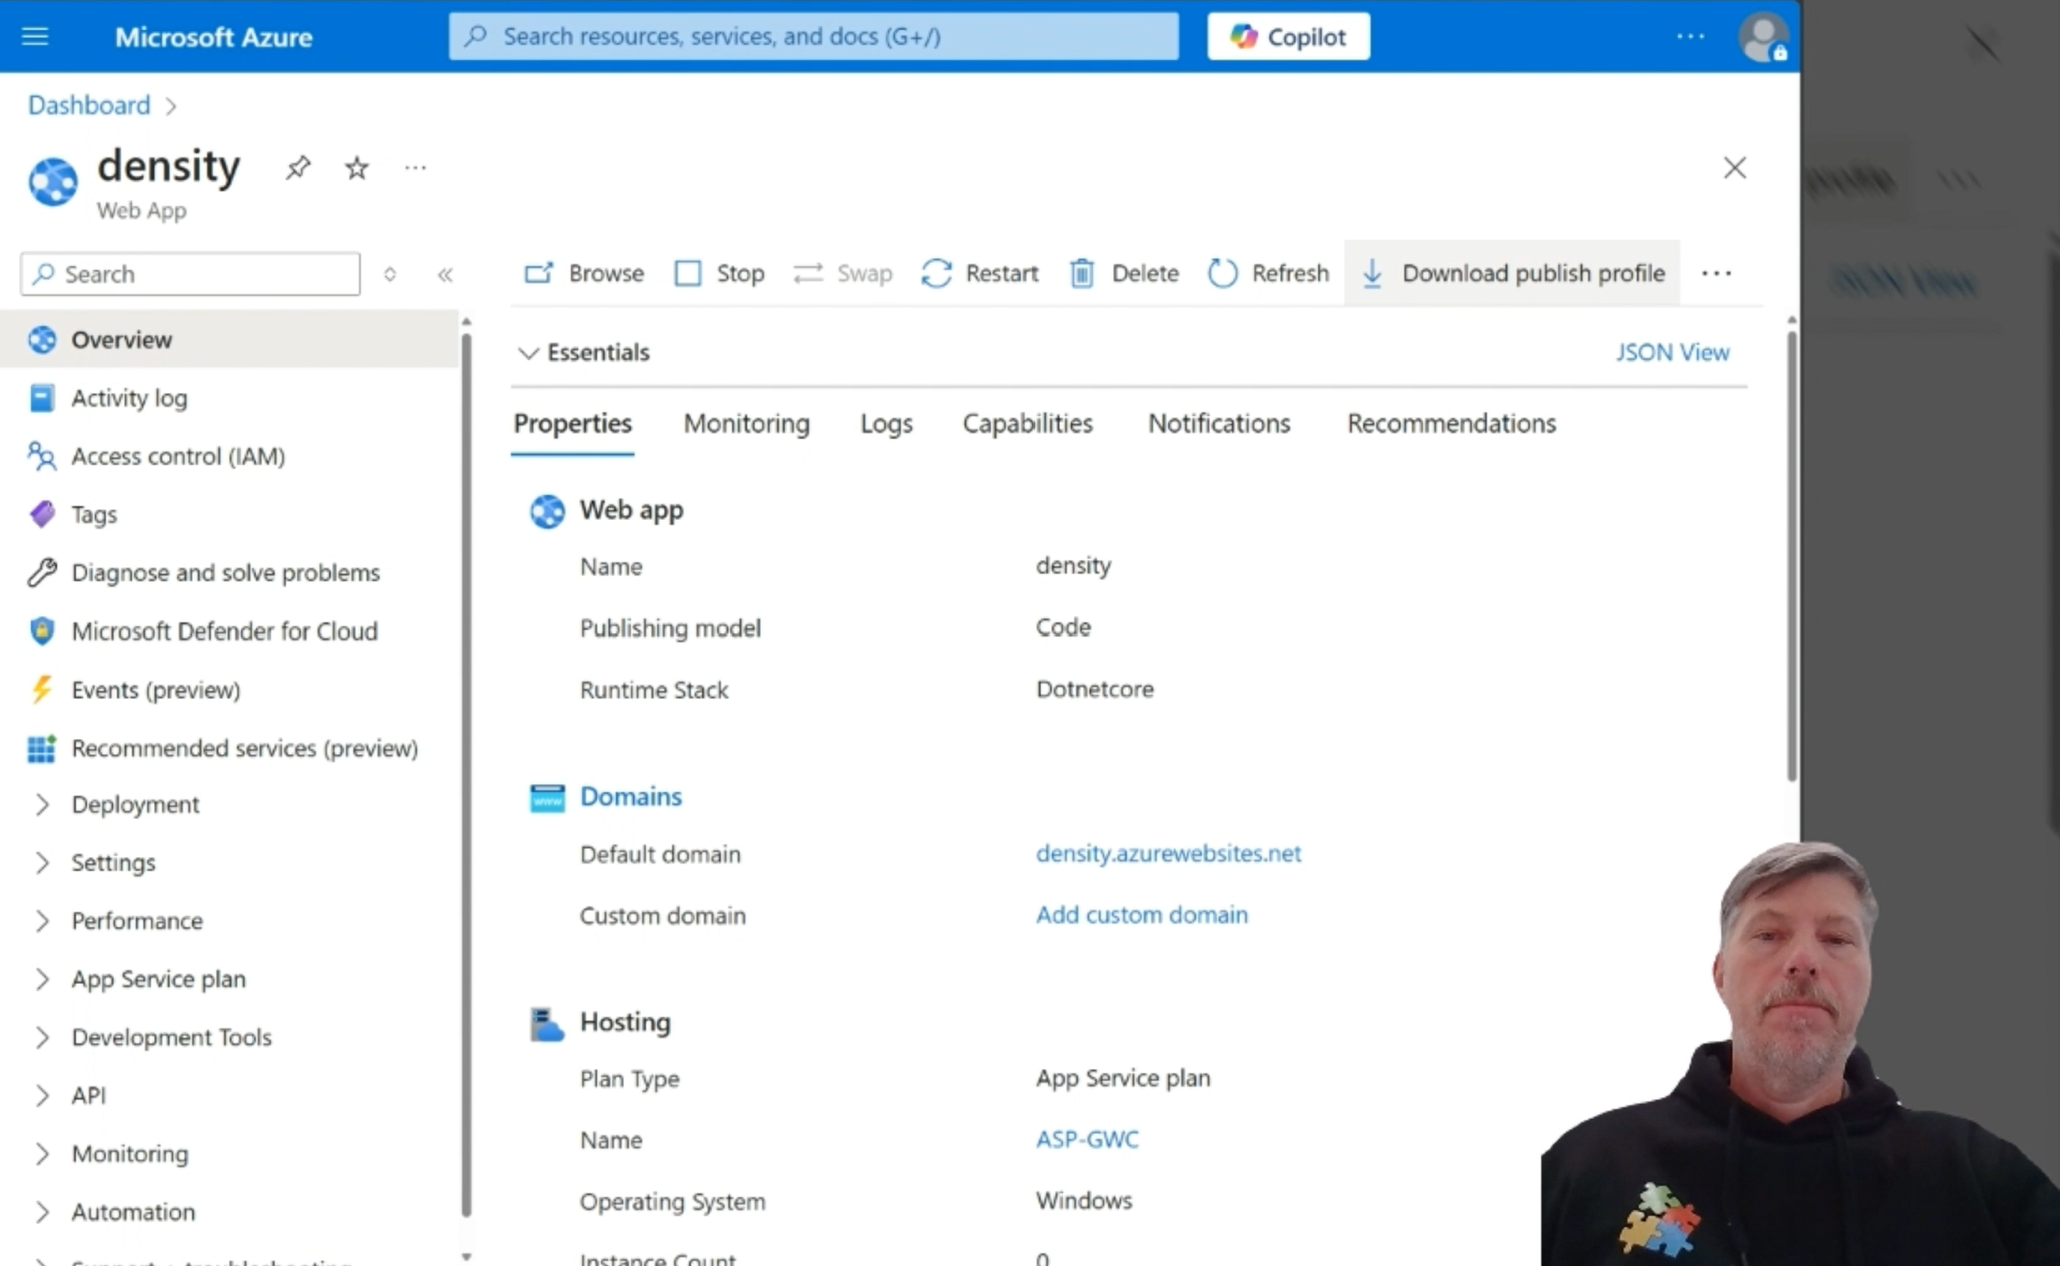 Microsoft Azure
Search resources, services, and docs (G+/)
Copilot
Dashboard
density
Web App
Search
Browse
Stop
Swap
Restart
Delete
Refresh
Download publish profile
Overview
Activity log
Access control (IAM)
Tags
Diagnose and solve problems
Microsoft Defender for Cloud
Events (preview)
Recommended services (preview)
Deployment
Settings
Performance
App Service plan
Development Tools
API
Monitoring
Automation
Support + troubleshooting
Essentials
JSON View
Properties Monitoring Logs Capabilities Notifications Recommendations
Web app
Name density
Publishing model Code
Runtime Stack Dotnetcore
Domains
Default domain density.azurewebsites.net
Custom domain Add custom domain
Hosting
Plan Type App Service plan
Name ASP-GWC
Operating System Windows
Instance Count 0